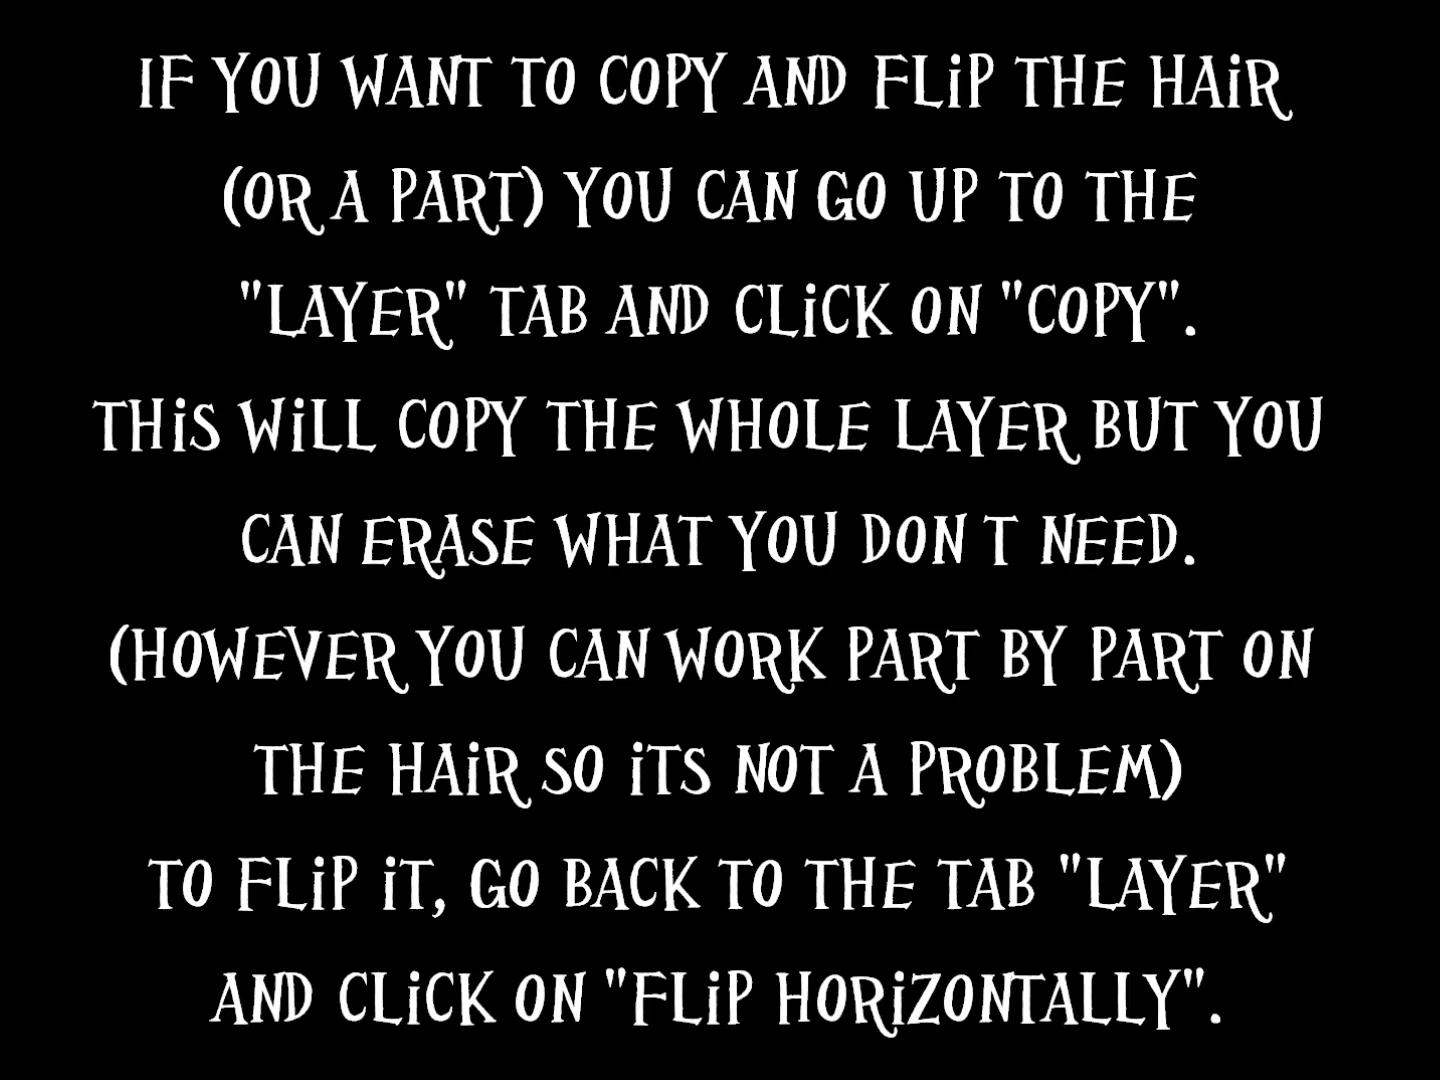 IF YOU WANT TO COPY AND FLiP THE HAiR
(OR A PART) YOU CAN GO UP TO THE
"LAYER" TAB AND CLiCK ON "COPY".
THiS WiLL COPY THE WHOLE LAYER BUT YOU
CAN ERASE WHAT YOU DON T NEED.
(HOWEVER YOU CAN WORK PART BY PART ON
THE HAiR SO iTS NOT A PROBLEM)
TO FLiP iT, GO BACK TO THE TAB "LAYER"
AND CLiCK ON "FLiP HORiZONTALLY".